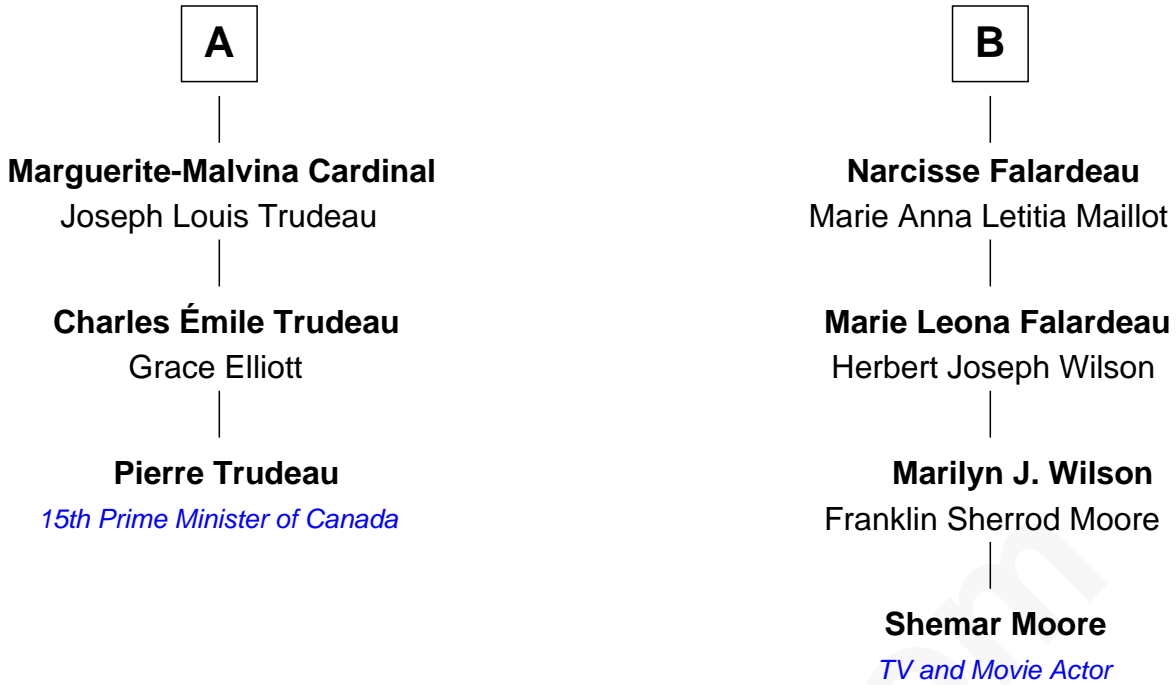 A
Marguerite-Malvina Cardinal
Joseph Louis Trudeau
Charles Émile Trudeau
Grace Elliott
Pierre Trudeau
15th Prime Minister of Canada
B
Narcisse Falardeau
Marie Anna Letitia Maillot
Marie Leona Falardeau
Herbert Joseph Wilson
Marilyn J. Wilson
Franklin Sherrod Moore
Shemar Moore
TV and Movie Actor